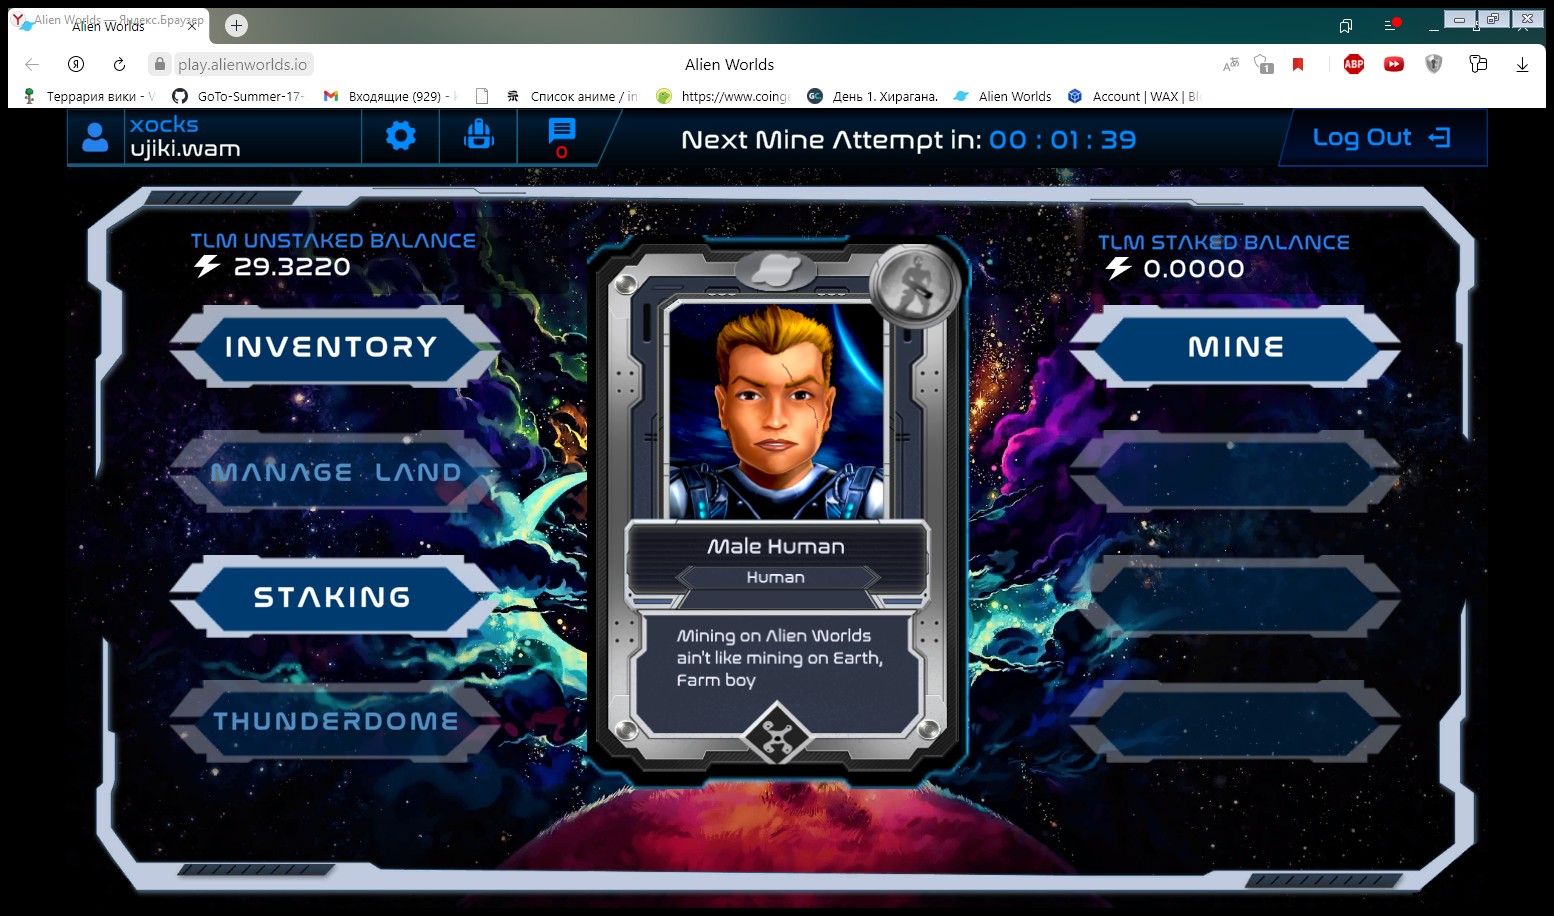 Alien Worlds — Яндекс.Браузер
Alien Worlds
play.alienworlds.io
Alien Worlds
1
ABP
Террария вики -
GoTo-Summer-17-
Входящие (929) -
Список аниме /
https://www.coing
GC
День 1. Хирагана.
Alien Worlds
Account | WAX |
xocks
ujiki.wam
0
Next Mine Attempt in: 00 : 01 : 39
Log Out
TLM UNSTAKED BALANCE
29.3220
TLM STAKED BALANCE
0.0000
INVENTORY
MINE
MANAGE LAND
STAKING
THUNDERDOME
Male Human
Human
Mining on Alien Worlds
ain't like mining on Earth,
Farm boy